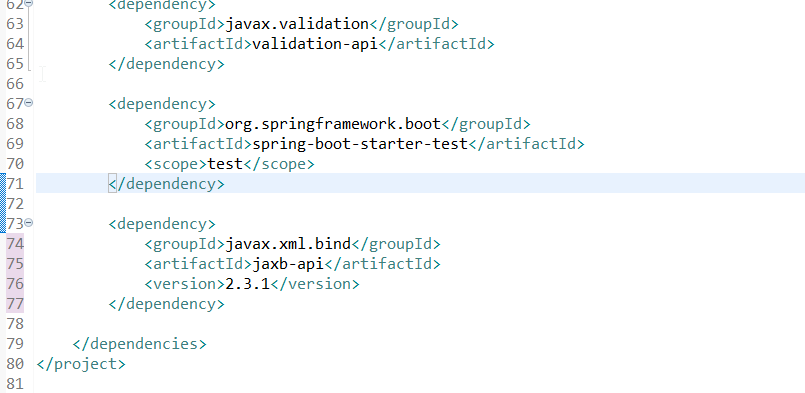 62 <dependency>
63 <groupId>javax.validation</groupId>
64 <artifactId>validation-api</artifactId>
65 </dependency>
66
67 <dependency>
68 <groupId>org.springframework.boot</groupId>
69 <artifactId>spring-boot-starter-test</artifactId>
70 <scope>test</scope>
71 </dependency>
72
73 <dependency>
74 <groupId>javax.xml.bind</groupId>
75 <artifactId>jaxb-api</artifactId>
76 <version>2.3.1</version>
77 </dependency>
78
79 </dependencies>
80 </project>
81